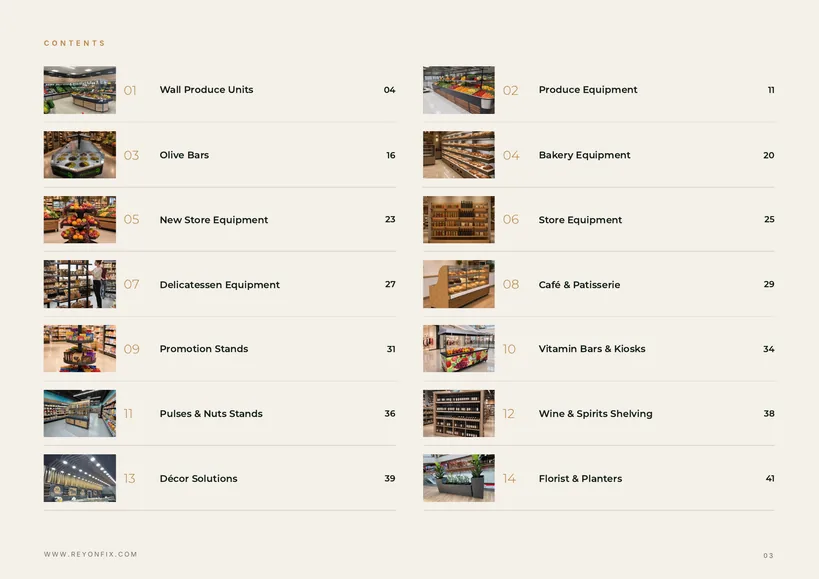 CONTENTS
01 Wall Produce Units 04
02 Produce Equipment 11
03 Olive Bars 16
04 Bakery Equipment 20
05 New Store Equipment 23
06 Store Equipment 25
07 Delicatessen Equipment 27
08 Café & Patisserie 29
09 Promotion Stands 31
10 Vitamin Bars & Kiosks 34
11 Pulses & Nuts Stands 36
12 Wine & Spirits Shelving 38
13 Décor Solutions 39
14 Florist & Planters 41
WWW.REYONFIX.COM 03